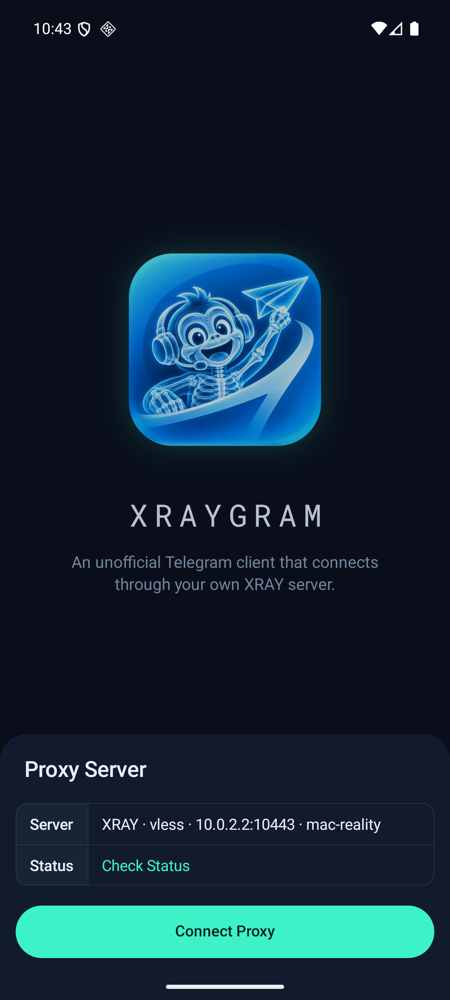 10:43
XRAYGRAM
An unofficial Telegram client that connects
through your own XRAY server.
Proxy Server
Server XRAY · vless · 10.0.2.2:10443 · mac-reality
Status Check Status
Connect Proxy